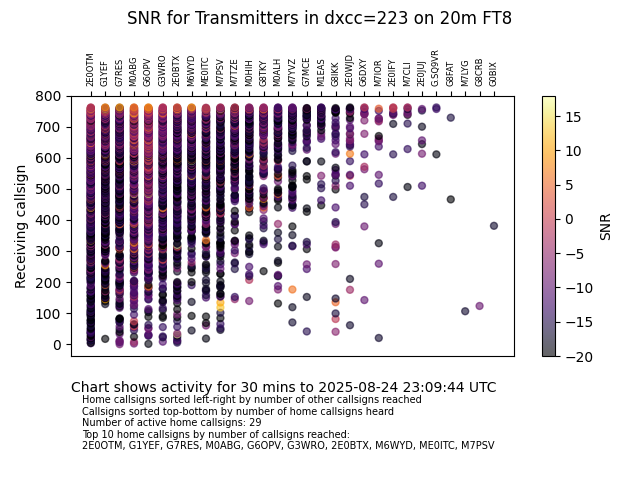 SNR for Transmitters in dxcc=223 on 20m FT8
2E0OTM G1YEF G7RES M0ABG G6OPV G3WRO 2E0BTX M6WYD ME0ITC M7PSV M7TZE M0HIH G8TKY M0ALH M7YVZ G7MCE M1EAS G8IKK 2E0WJD G6DXY M7IOR 2E0IFY M7CLI 2E0JUJ G.SQ9VR G8FAT M7LYG G8CRB G0BIX
800
700
600
500
400
300
200
100
0
Receiving callsign
15
10
5
0
−5
−10
−15
−20
SNR
Chart shows activity for 30 mins to 2025-08-24 23:09:44 UTC
Home callsigns sorted left-right by number of other callsigns reached
Callsigns sorted top-bottom by number of home callsigns heard
Number of active home callsigns: 29
Top 10 home callsigns by number of callsigns reached:
2E0OTM, G1YEF, G7RES, M0ABG, G6OPV, G3WRO, 2E0BTX, M6WYD, ME0ITC, M7PSV